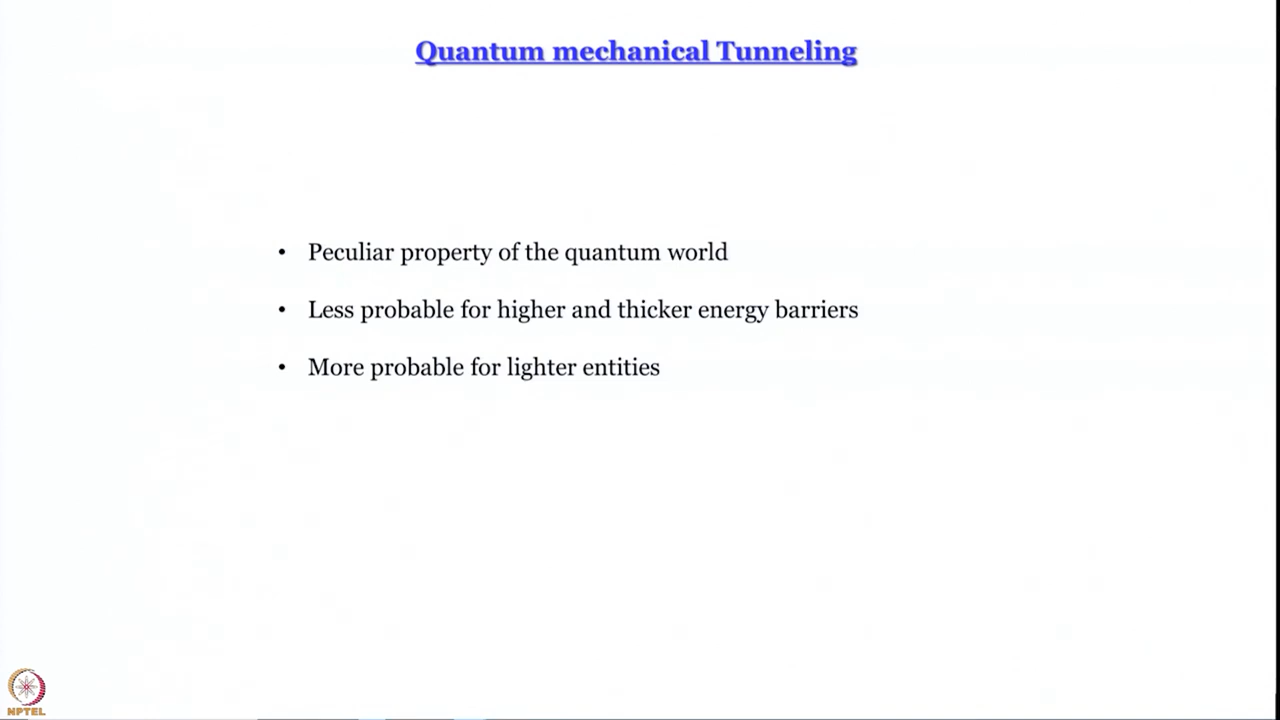 Quantum mechanical Tunneling
• Peculiar property of the quantum world
• Less probable for higher and thicker energy barriers
• More probable for lighter entities
NPTEL